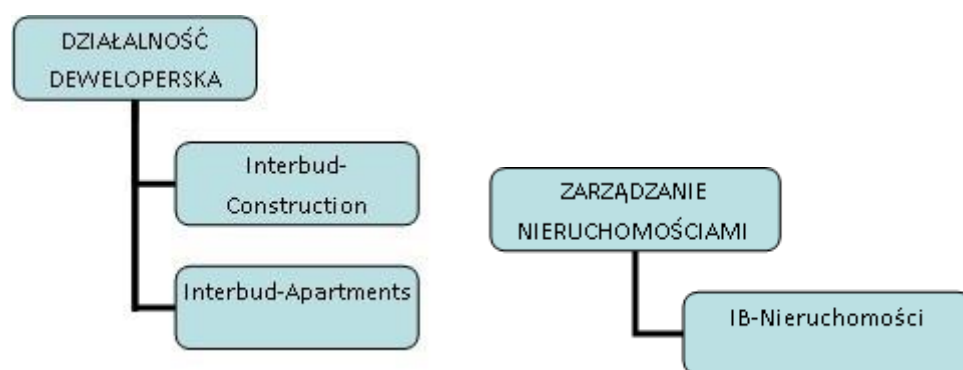 DZIAŁALNOŚĆ
DEWELOPERSKA
Interbud-
Construction
Interbud-Apartments
ZARZĄDZANIE
NIERUCHOMOŚCIAMI
IB-Nieruchomości